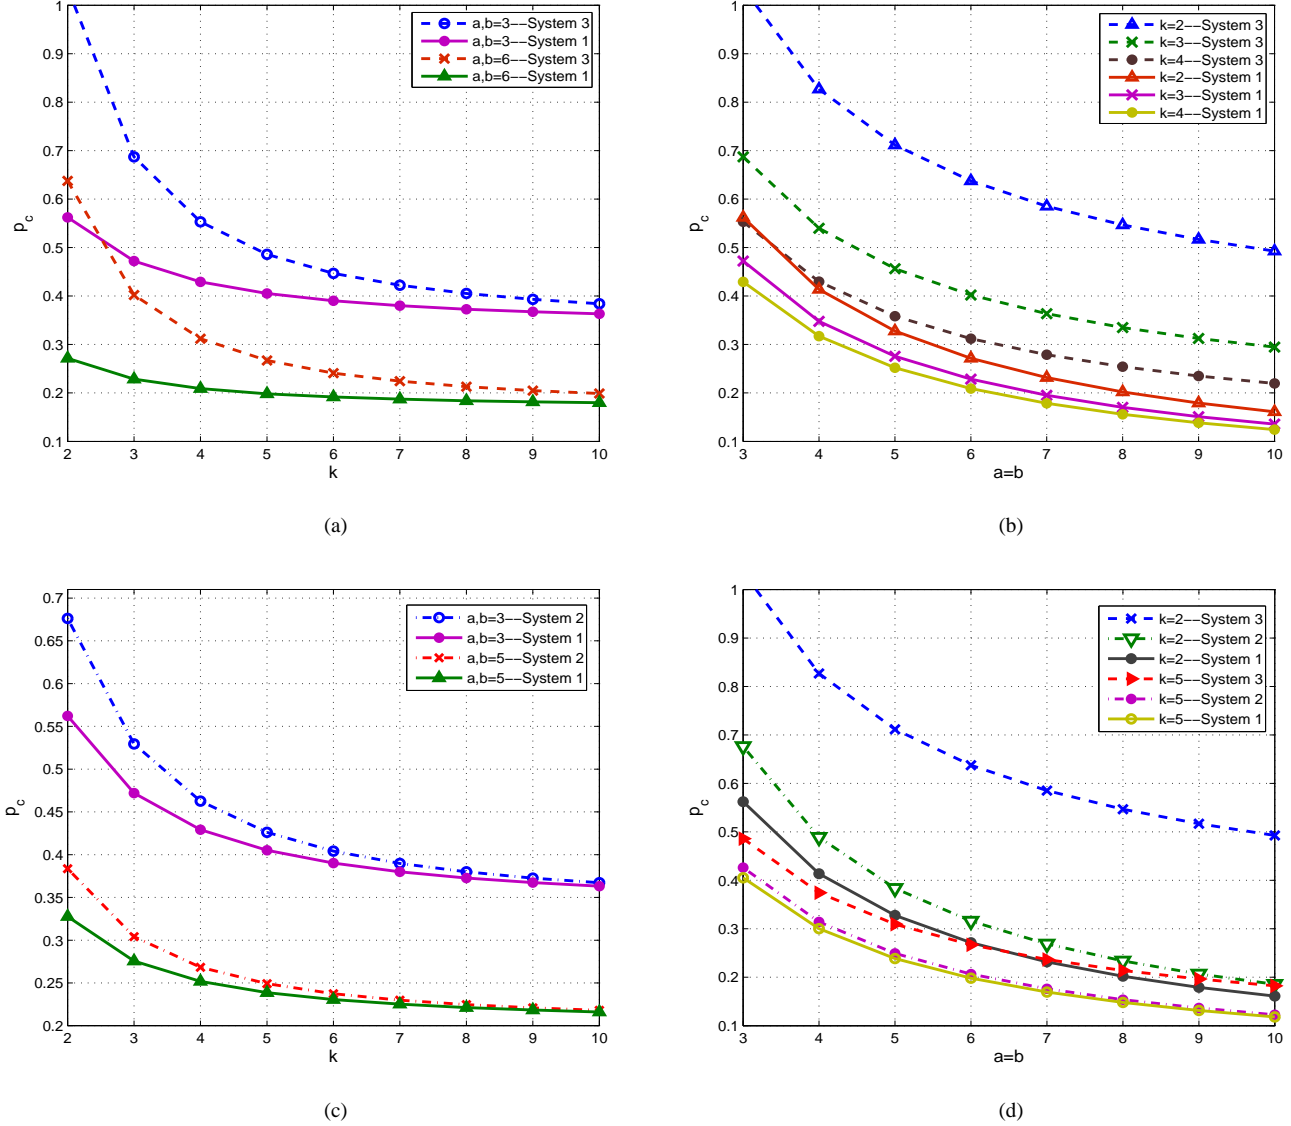 1
0.9
0.8
0.7
0.6
0.5
0.4
0.3
0.2
0.1
p_c
2 3 4 5 6 7 8 9 10
k
a,b=3−−System 3
a,b=3−−System 1
a,b=6−−System 3
a,b=6−−System 1
(a)
1
0.9
0.8
0.7
0.6
0.5
0.4
0.3
0.2
0.1
p_c
3 4 5 6 7 8 9 10
a=b
k=2−−System 3
k=3−−System 3
k=4−−System 3
k=2−−System 1
k=3−−System 1
k=4−−System 1
(b)
0.7
0.65
0.6
0.55
0.5
0.45
0.4
0.35
0.3
0.25
0.2
p_c
2 3 4 5 6 7 8 9 10
k
a,b=3−−System 2
a,b=3−−System 1
a,b=5−−System 2
a,b=5−−System 1
(c)
1
0.9
0.8
0.7
0.6
0.5
0.4
0.3
0.2
0.1
p_c
3 4 5 6 7 8 9 10
a=b
k=2−−System 3
k=2−−System 2
k=2−−System 1
k=5−−System 3
k=5−−System 2
k=5−−System 1
(d)